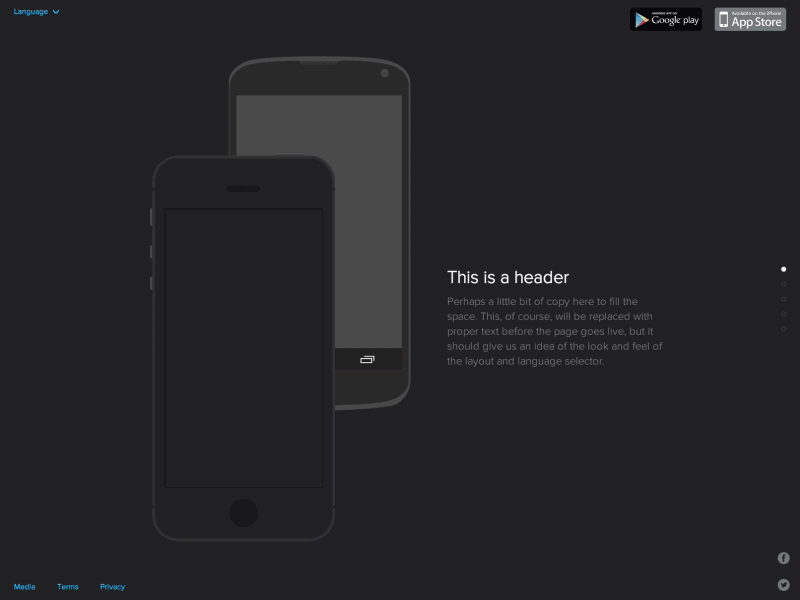 Language
ANDROID APP ON
Google play
Available on the iPhone
App Store
This is a header
Perhaps a little bit of copy here to fill the
space. This, of course, will be replaced with
proper text before the page goes live, but it
should give us an idea of the look and feel of
the layout and language selector.
Media
Terms
Privacy